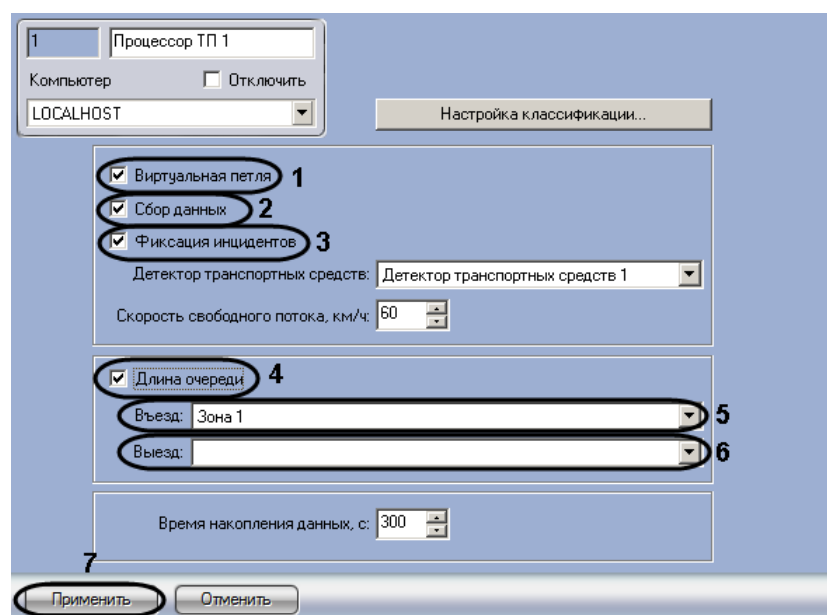 1 Процессор ТП 1
Компьютер Отключить
LOCALHOST Настройка классификации...
Виртуальная петля 1
Сбор данных 2
Фиксация инцидентов 3
Детектор транспортных средств: Детектор транспортных средств 1
Скорость свободного потока, км/ч: 60
Длина очереди 4
Въезд: Зона 1 5
Выезд: 6
Время накопления данных, с: 300
7
Применить Отменить